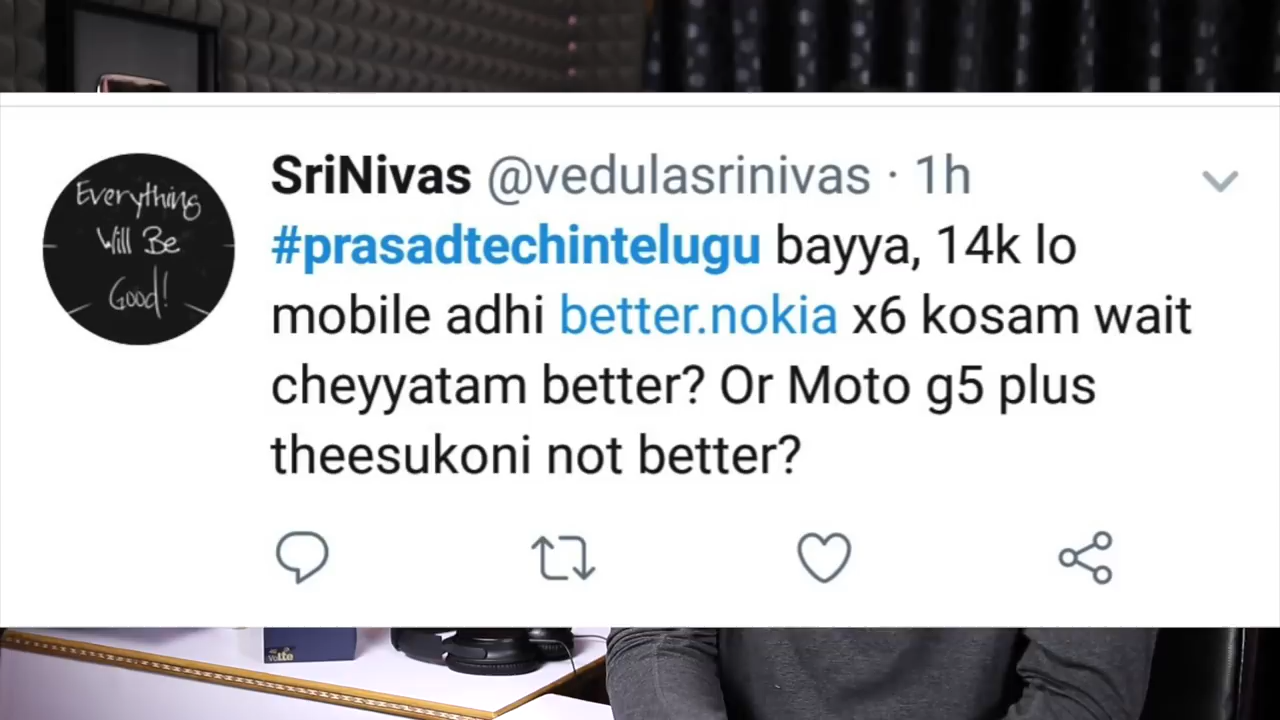 Everything
Will Be
Good!
SriNivas @vedulasrinivas · 1h
#prasadtechintelugu bayya, 14k lo
mobile adhi better.nokia x6 kosam wait
cheyyatam better? Or Moto g5 plus
theesukoni not better?